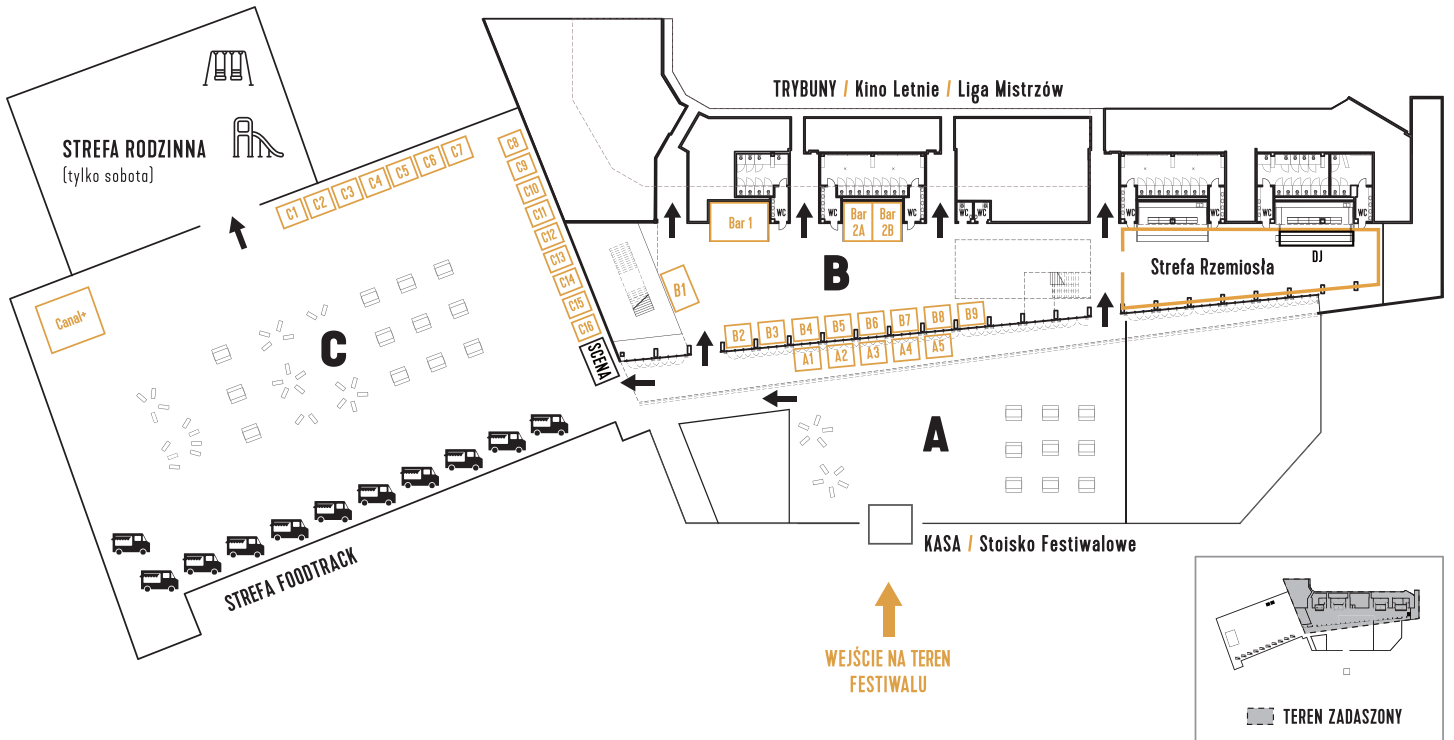 TRYBUNY / Kino Letnie / Liga Mistrzów
STREFA RODZINNA
(tylko sobota)
C1
C2
C3
C4
C5
C6
C7
C8
C9
C10
C11
C12
C13
C14
C15
C16
SCENA
Canal+
C
STREFA FOODTRACK
Bar 1
WC
Bar
2A
Bar
2B
WC
WC
WC
WC
WC
WC
WC
WC
B
B1
B2
B3
B4
B5
B6
B7
B8
B9
Strefa Rzemiosła
DJ
A1
A2
A3
A4
A5
A
KASA / Stoisko Festiwalowe
WEJŚCIE NA TEREN
FESTIWALU
TEREN ZADASZONY